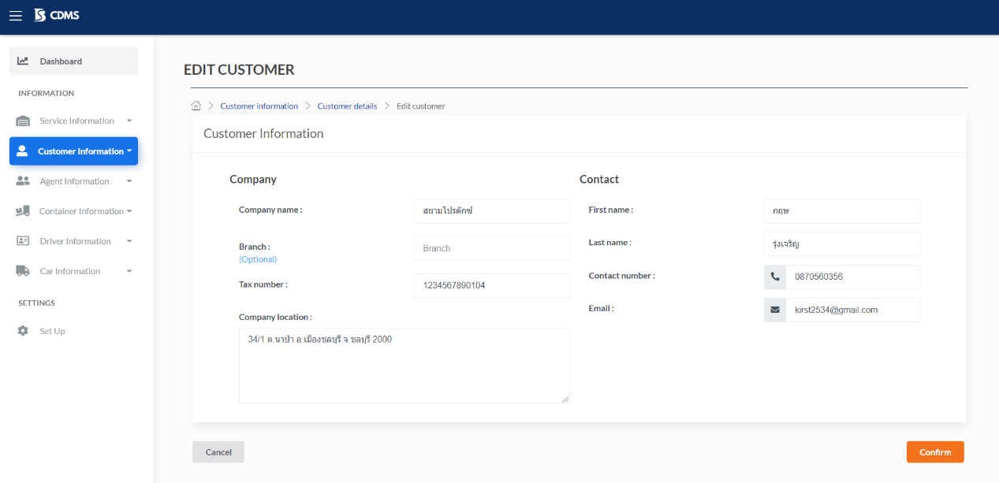 CDMS
Dashboard
INFORMATION
Service Information
Customer Information
Agent Information
Container Information
Driver Information
Car Information
SETTINGS
Set Up
EDIT CUSTOMER
Customer information
Customer details
Edit customer
Customer Information
Company
Company name :
สยามโปรดักซ์
Branch :
(Optional)
Branch
Tax number :
1234567890104
Company location :
34/1 ต.นาป่า อ.เมืองชลบุรี จ.ชลบุรี 2000
Contact
First name :
กฤษ
Last name :
รุ่งเจริญ
Contact number :
0870560356
Email :
kirst2534@gmail.com
Cancel
Confirm